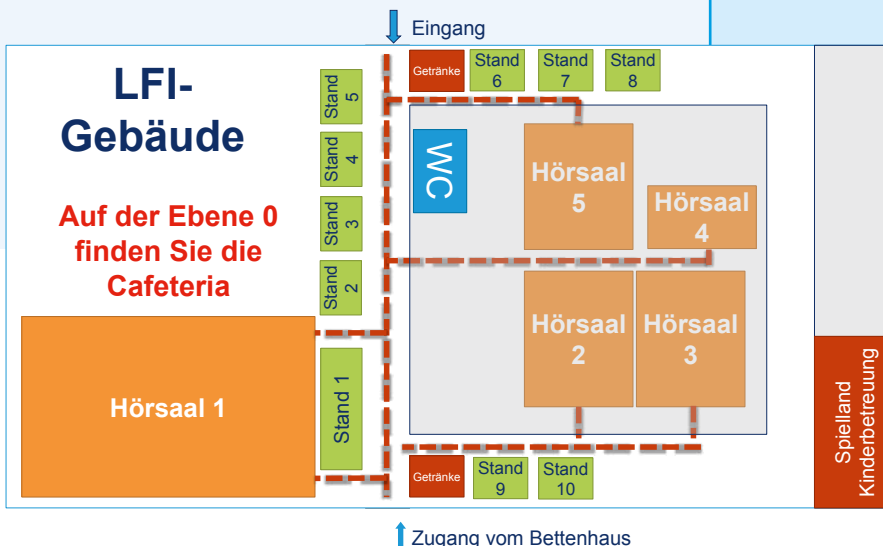 Eingang
LFI-
Gebäude
Auf der Ebene 0
finden Sie die
Cafeteria
Stand
5
Stand
4
Stand
3
Stand
2
Stand 1
Hörsaal 1
Getränke
Stand
6
Stand
7
Stand
8
WC
Hörsaal
5
Hörsaal
4
Hörsaal
2
Hörsaal
3
Getränke
Stand
9
Stand
10
Spielland
Kinderbetreuung
Zugang vom Bettenhaus